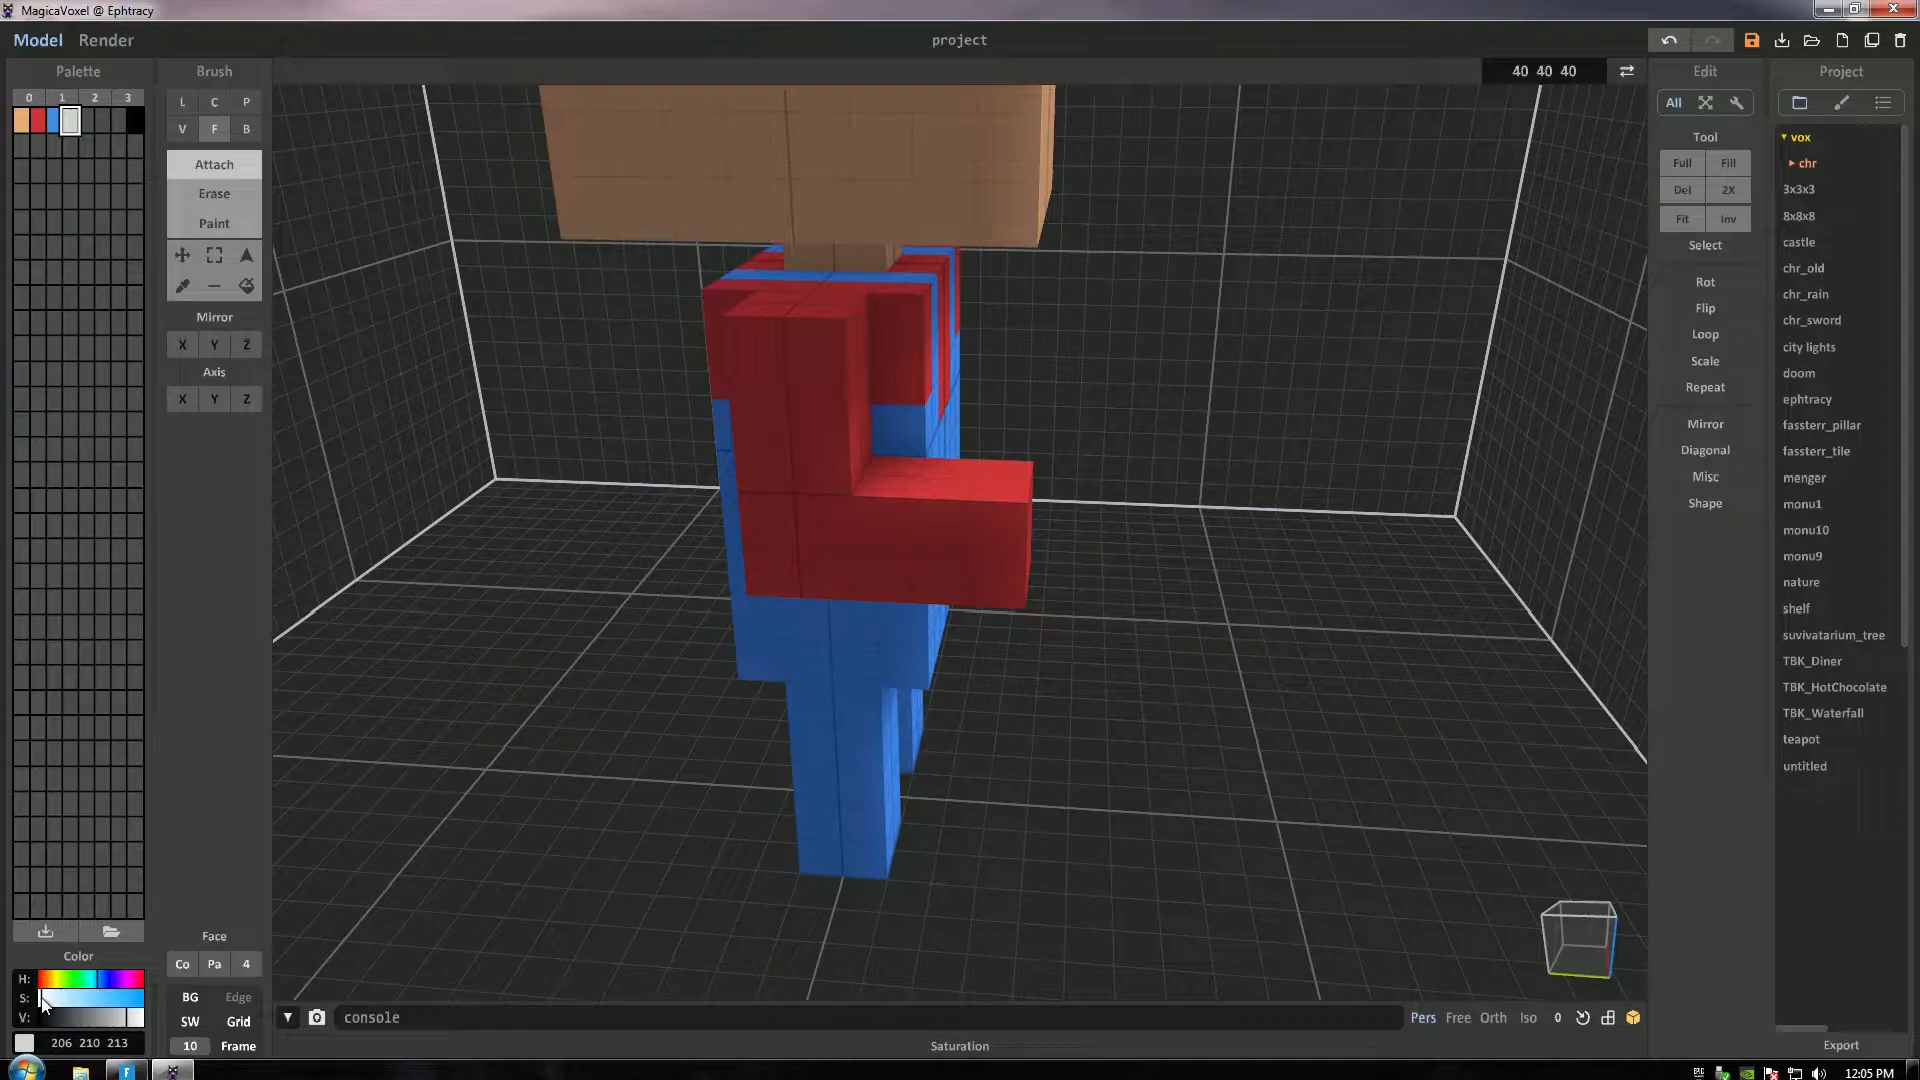 MagicaVoxel @ Ephtracy
Model Render
project
Palette
0 1 2 3
Brush
L C P
V F B
Attach
Erase
Paint
Mirror
X Y Z
Axis
X Y Z
40 40 40
Edit
All
Tool
Full Fill
Del 2X
Fit Inv
Select
Rot
Flip
Loop
Scale
Repeat
Mirror
Diagonal
Misc
Shape
Project
vox
chr
3x3x3
8x8x8
castle
chr_old
chr_rain
chr_sword
city lights
doom
ephtracy
fassterr_pillar
fassterr_tile
menger
monu1
monu10
monu9
nature
shelf
suvivatarium_tree
TBK_Diner
TBK_HotChocolate
TBK_Waterfall
teapot
untitled
Export
Color
H:
S:
V:
206 210 213
Face
Co Pa 4
BG Edge
SW Grid
10 Frame
console
Pers Free Orth Iso 0
Saturation
12:05 PM